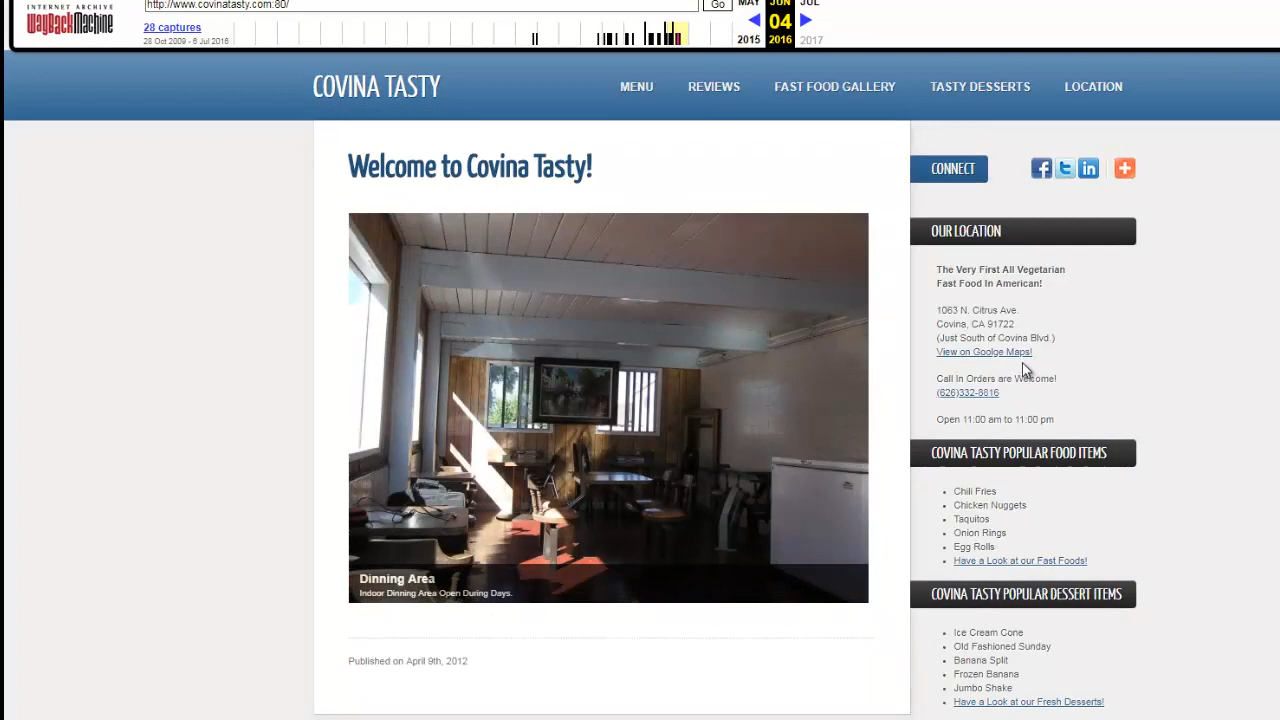 http://www.covinatasty.com:80/
Go
MAY JUN JUL
INTERNET ARCHIVE
WayBackMachine
28 captures
28 Oct 2009 - 6 Jul 2016
04
2015 2016 2017
COVINA TASTY
MENU REVIEWS FAST FOOD GALLERY TASTY DESSERTS LOCATION
Welcome to Covina Tasty!
Dinning Area
Indoor Dinning Area Open During Days.
Published on April 9th, 2012
CONNECT
OUR LOCATION
The Very First All Vegetarian
Fast Food In American!
1063 N. Citrus Ave.
Covina, CA 91722
(Just South of Covina Blvd.)
View on Goolge Maps!
Call In Orders are Welcome!
(626)332-8816
Open 11:00 am to 11:00 pm
COVINA TASTY POPULAR FOOD ITEMS
Chili Fries
Chicken Nuggets
Taquitos
Onion Rings
Egg Rolls
Have a Look at our Fast Foods!
COVINA TASTY POPULAR DESSERT ITEMS
Ice Cream Cone
Old Fashioned Sunday
Banana Split
Frozen Banana
Jumbo Shake
Have a Look at our Fresh Desserts!